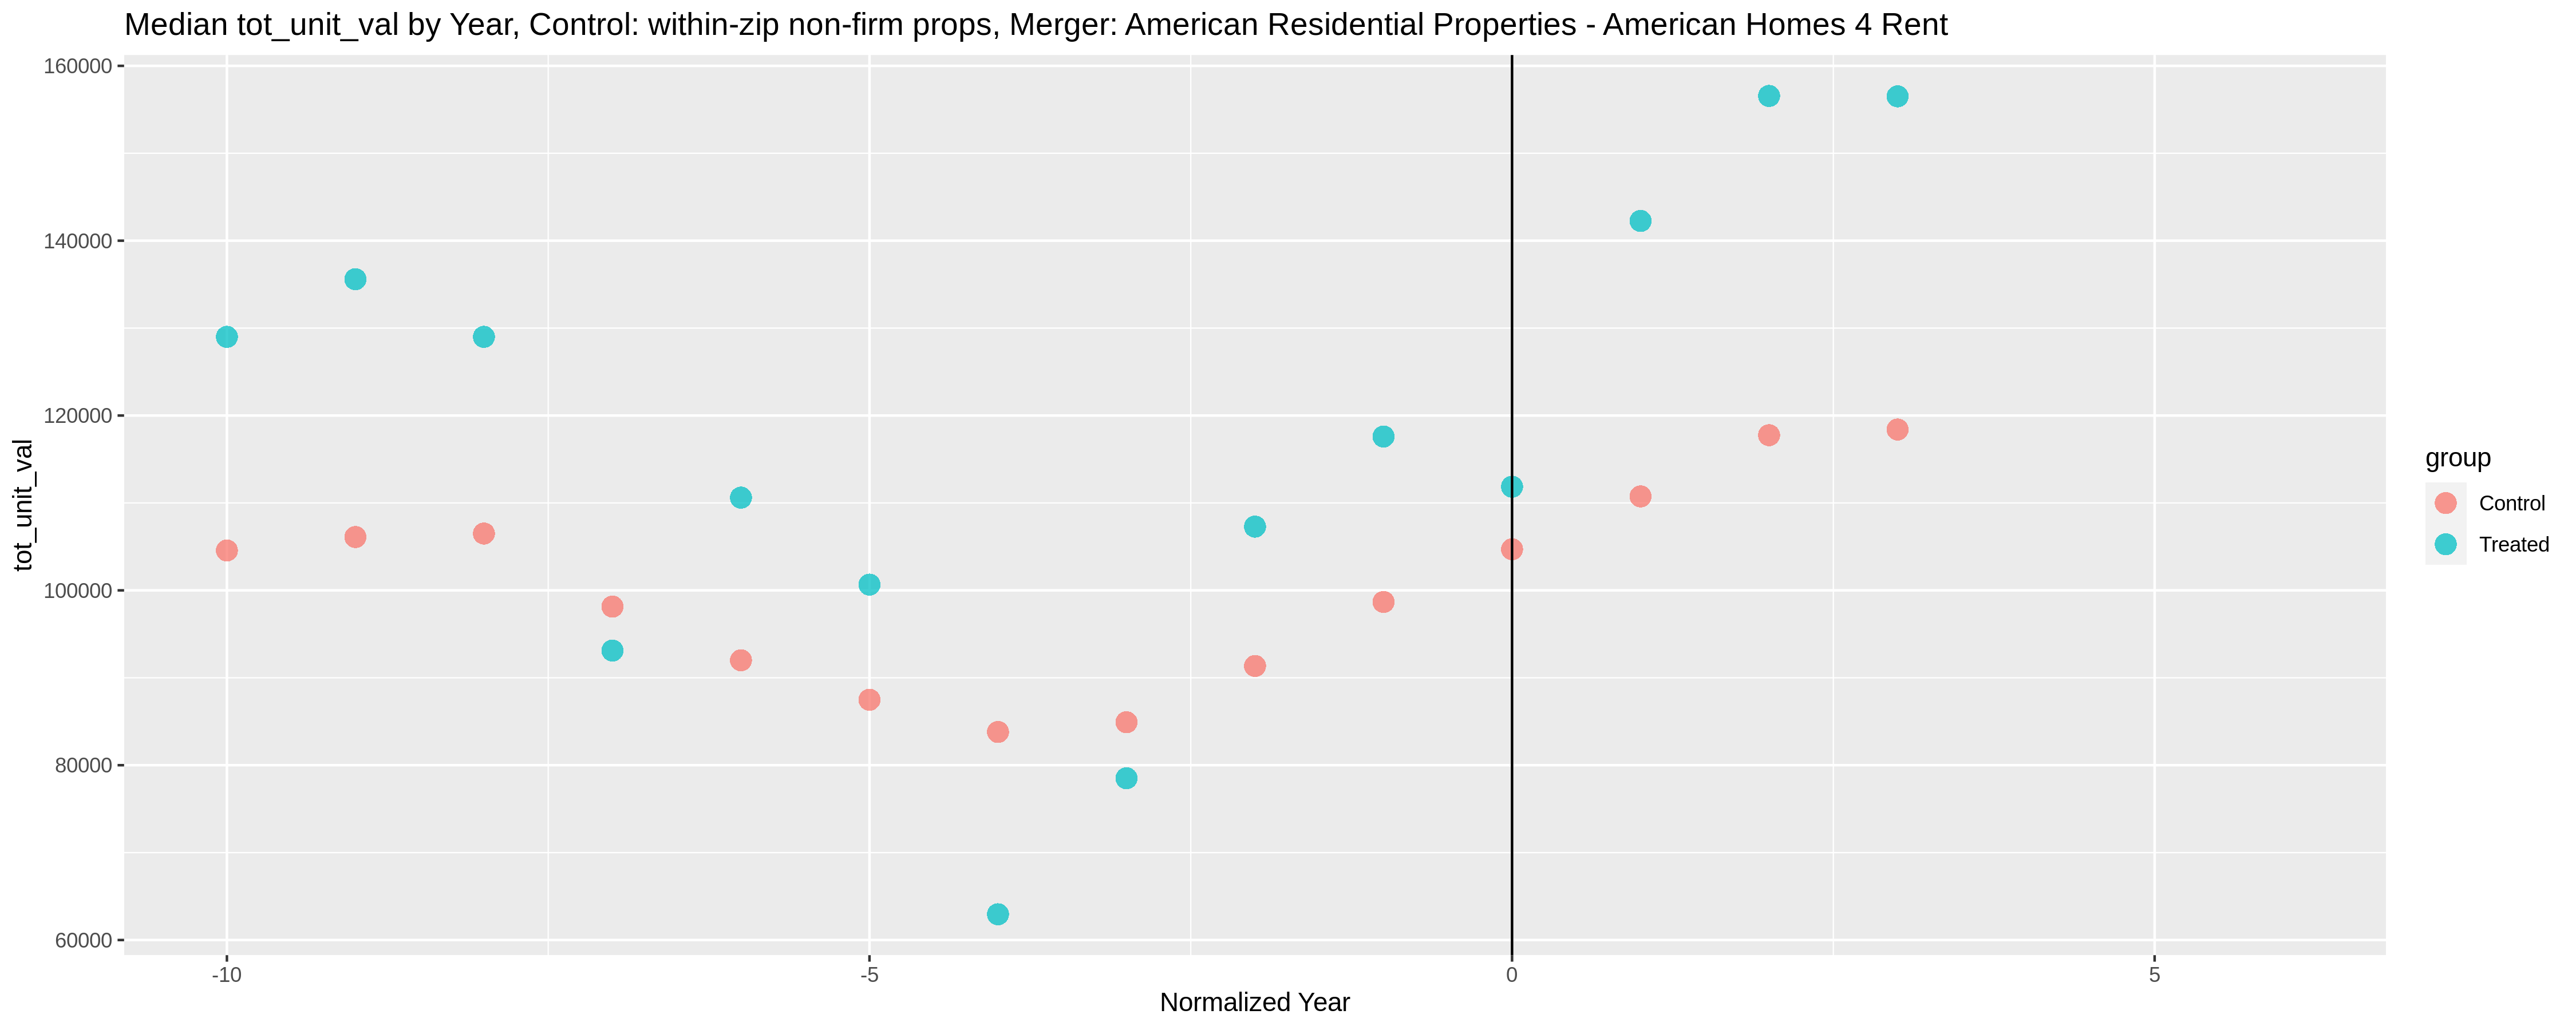 Median tot_unit_val by Year, Control: within-zip non-firm props, Merger: American Residential Properties - American Homes 4 Rent
160000
140000
120000
100000
80000
60000
tot_unit_val
-10
-5
0
5
Normalized Year
group
Control
Treated